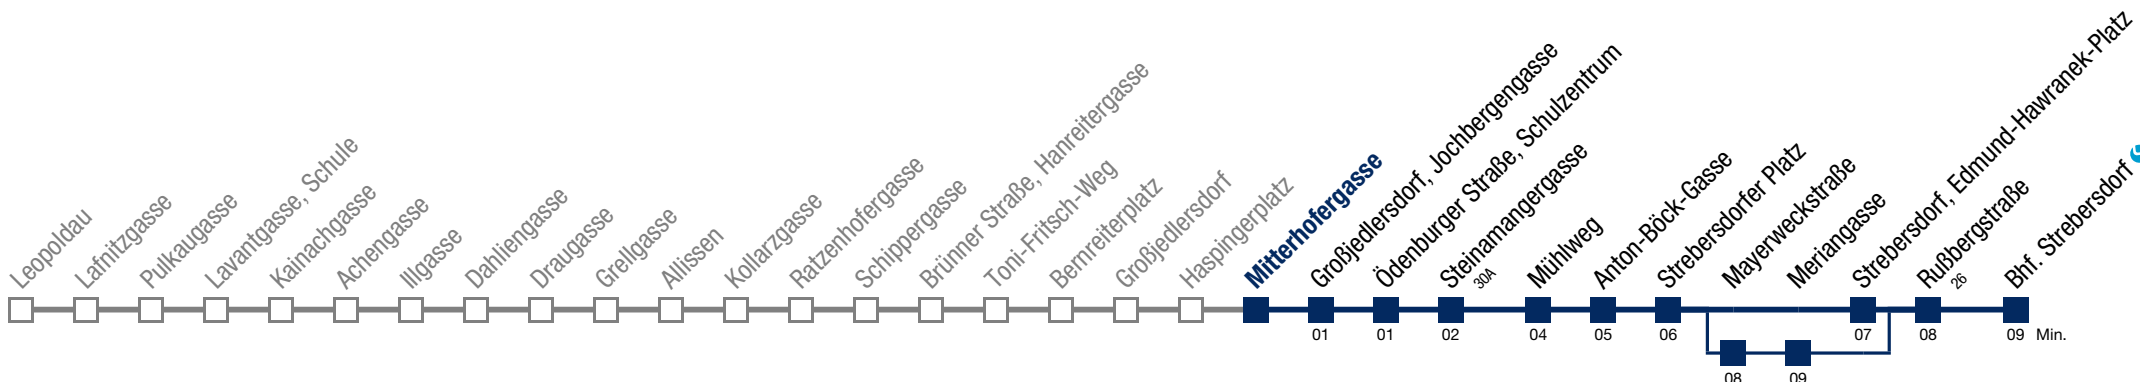 Leopoldau
Lafnitzgasse
Pulkaugasse
Lavantgasse, Schule
Kainachgasse
Achengasse
Illgasse
Dahliengasse
Draugasse
Grellgasse
Allissen
Kollarzgasse
Ratzenhofergasse
Schippergasse
Brünner Straße, Hanreitergasse
Toni-Fritsch-Weg
Bernreiterplatz
Großjedlersdorf
Haspingerplatz
Mitterhofergasse
Großjedlersdorf, Jochbergengasse
Ödenburger Straße, Schulzentrum
Steinamangergasse
30A
Mühlweg
Anton-Böck-Gasse
Strebersdorfer Platz
Mayerweckstraße
Meriangasse
Strebersdorf, Edmund-Hawranek-Platz
Rußbergstraße
26
Bhf. Strebersdorf
01 01 02 04 05 06 07 08 09 Min.
08 09